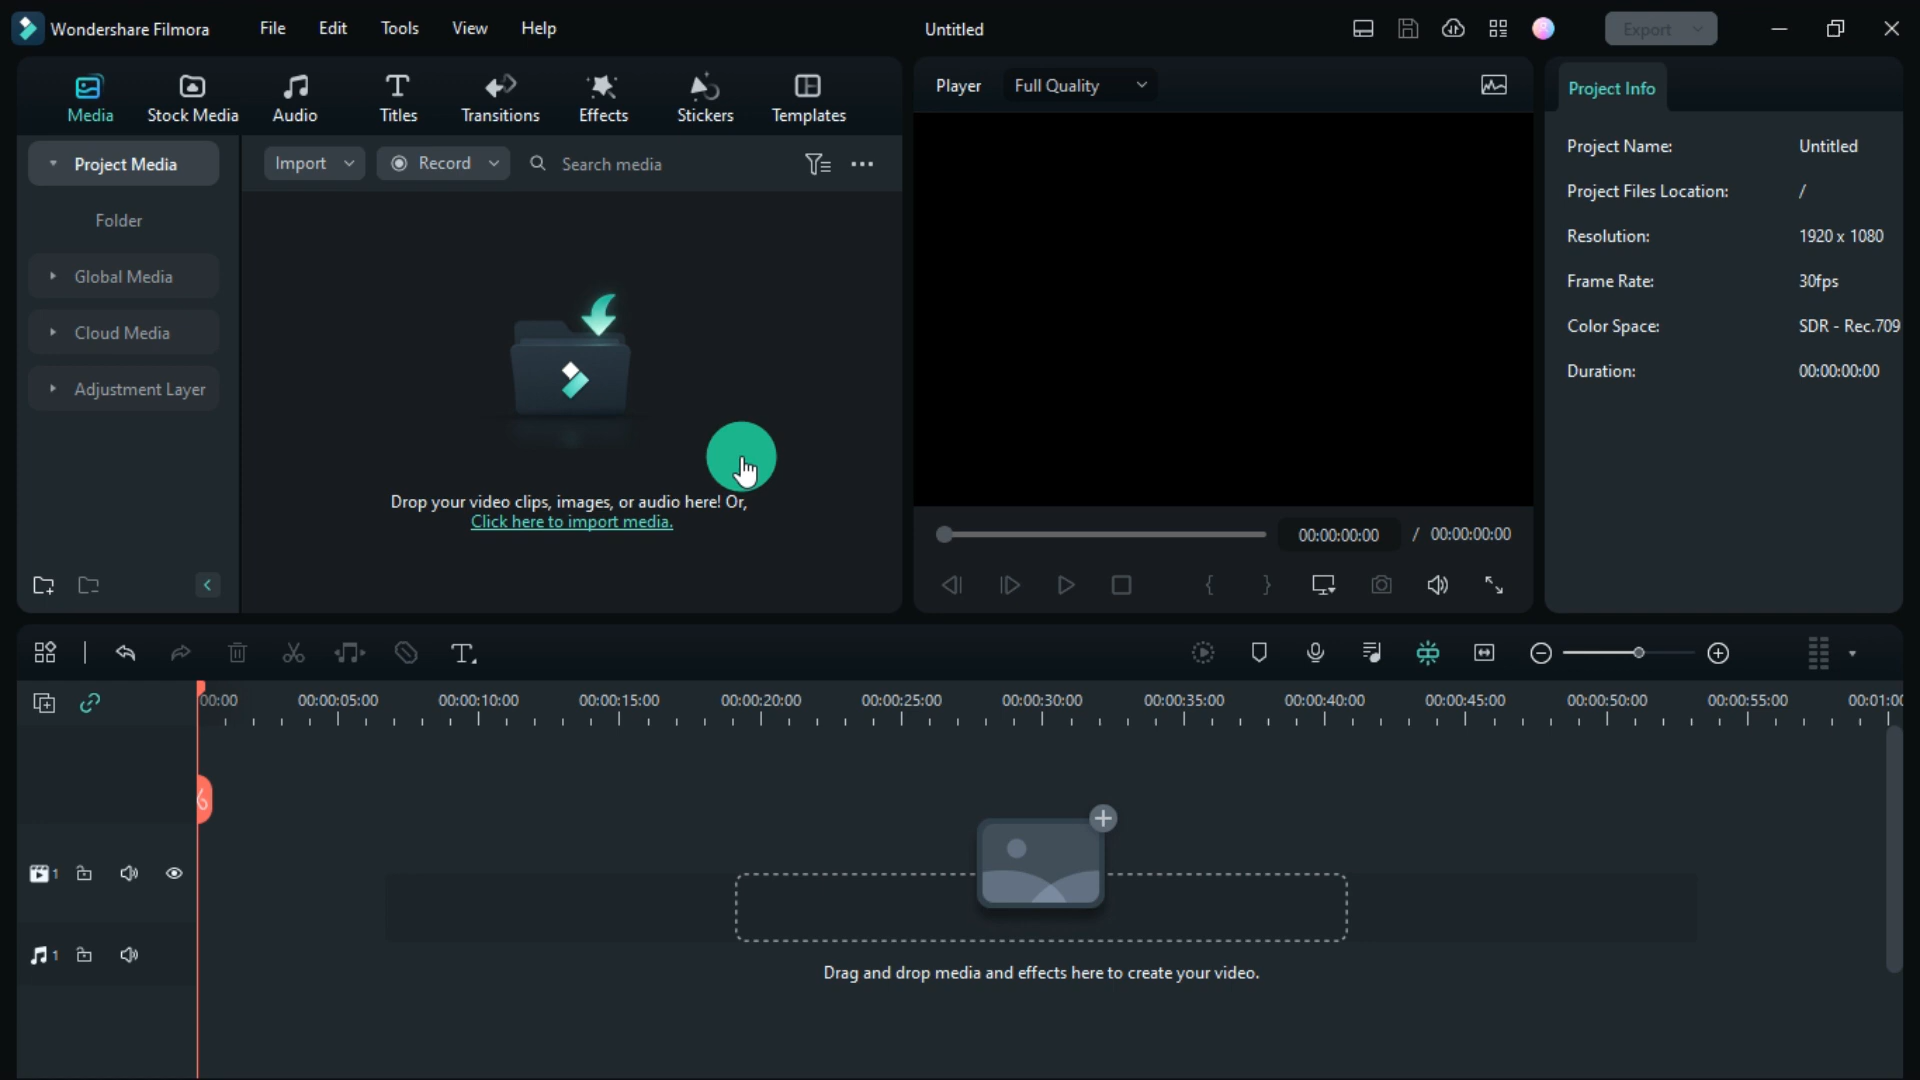 Wondershare Filmora File Edit Tools View Help Untitled Export
Media Stock Media Audio Titles Transitions Effects Stickers Templates
Player Full Quality
Project Info
Project Media
Import Record Search media
Folder
Global Media
Cloud Media
Adjustment Layer
Drop your video clips, images, or audio here! Or,
Click here to import media.
Project Name: Untitled
Project Files Location: /
Resolution: 1920 x 1080
Frame Rate: 30fps
Color Space: SDR - Rec.709
Duration: 00:00:00:00
00:00:00:00 / 00:00:00:00
00:00 00:00:05:00 00:00:10:00 00:00:15:00 00:00:20:00 00:00:25:00 00:00:30:00 00:00:35:00 00:00:40:00 00:00:45:00 00:00:50:00 00:00:55:00 00:01:00
1
1
Drag and drop media and effects here to create your video.